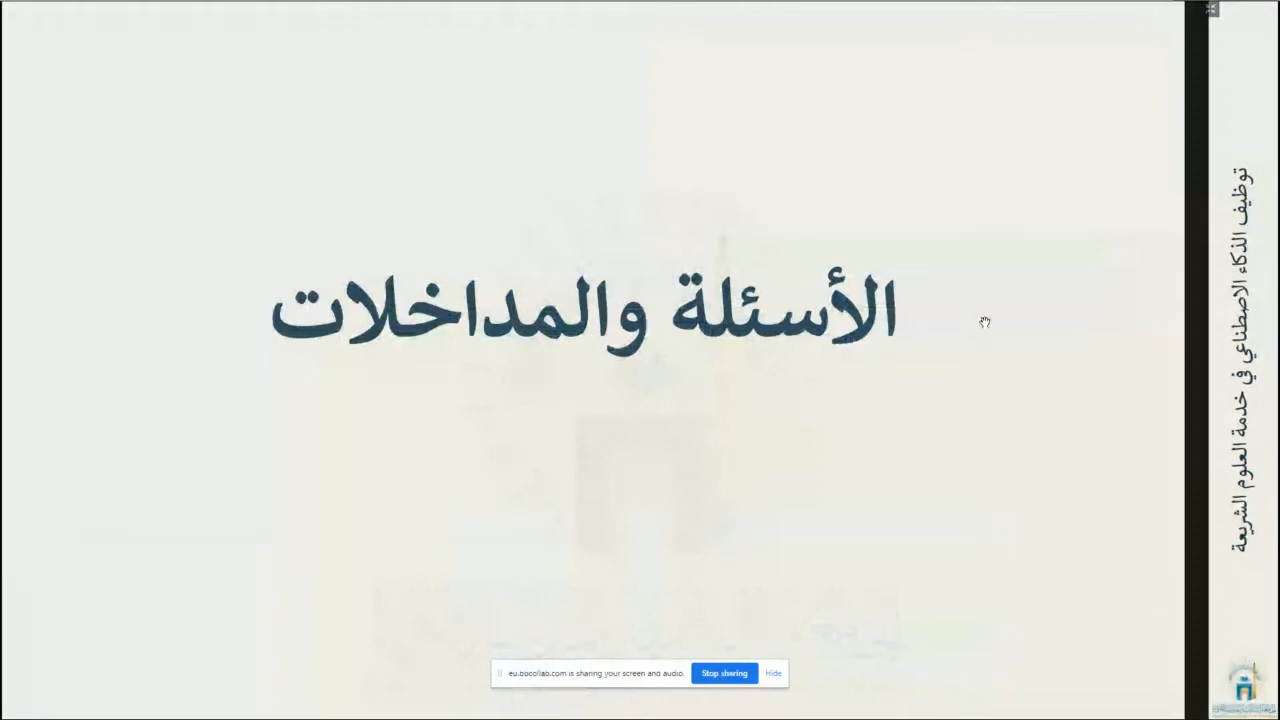 الأسئلة والمداخلات
توظيف الذكاء الاصطناعي في خدمة العلوم الشريعة
eu.bbcollab.com is sharing your screen and audio. Stop sharing Hide